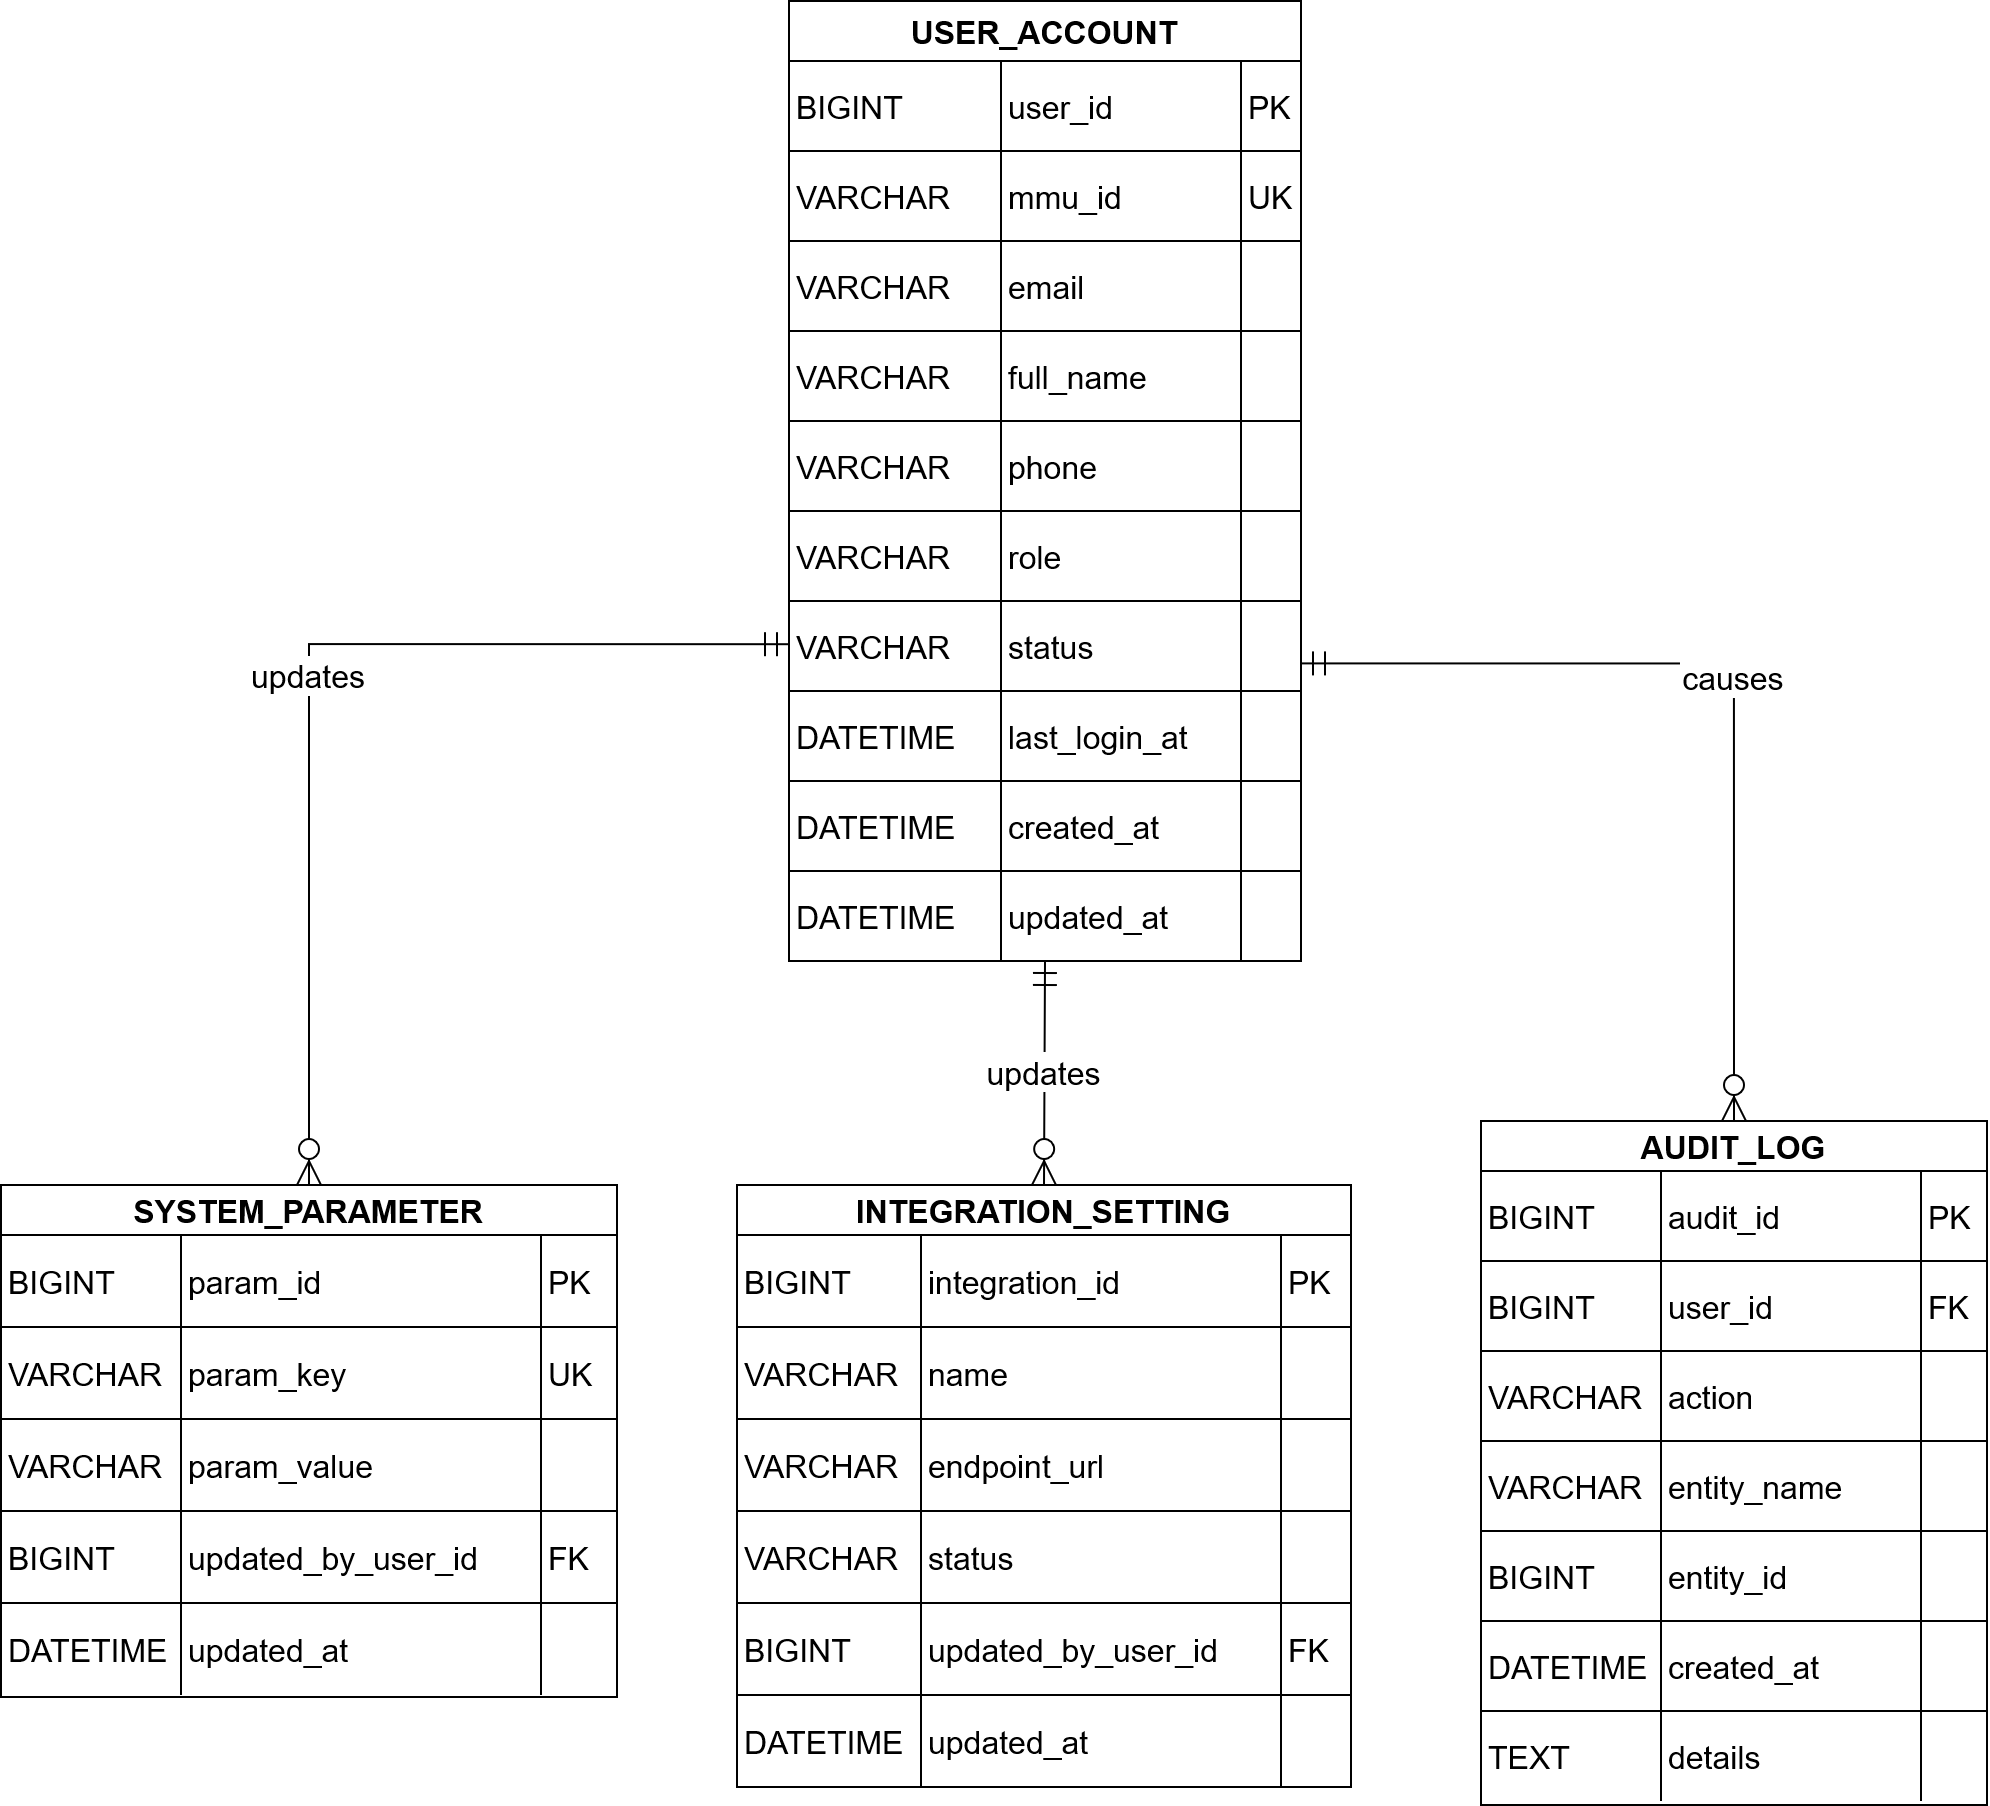 USER_ACCOUNT
BIGINT user_id PK
VARCHAR mmu_id UK
VARCHAR email
VARCHAR full_name
VARCHAR phone
VARCHAR role
VARCHAR status
DATETIME last_login_at
DATETIME created_at
DATETIME updated_at
updates
causes
updates
SYSTEM_PARAMETER
BIGINT param_id PK
VARCHAR param_key UK
VARCHAR param_value
BIGINT updated_by_user_id FK
DATETIME updated_at
INTEGRATION_SETTING
BIGINT integration_id PK
VARCHAR name
VARCHAR endpoint_url
VARCHAR status
BIGINT updated_by_user_id FK
DATETIME updated_at
AUDIT_LOG
BIGINT audit_id PK
BIGINT user_id FK
VARCHAR action
VARCHAR entity_name
BIGINT entity_id
DATETIME created_at
TEXT details